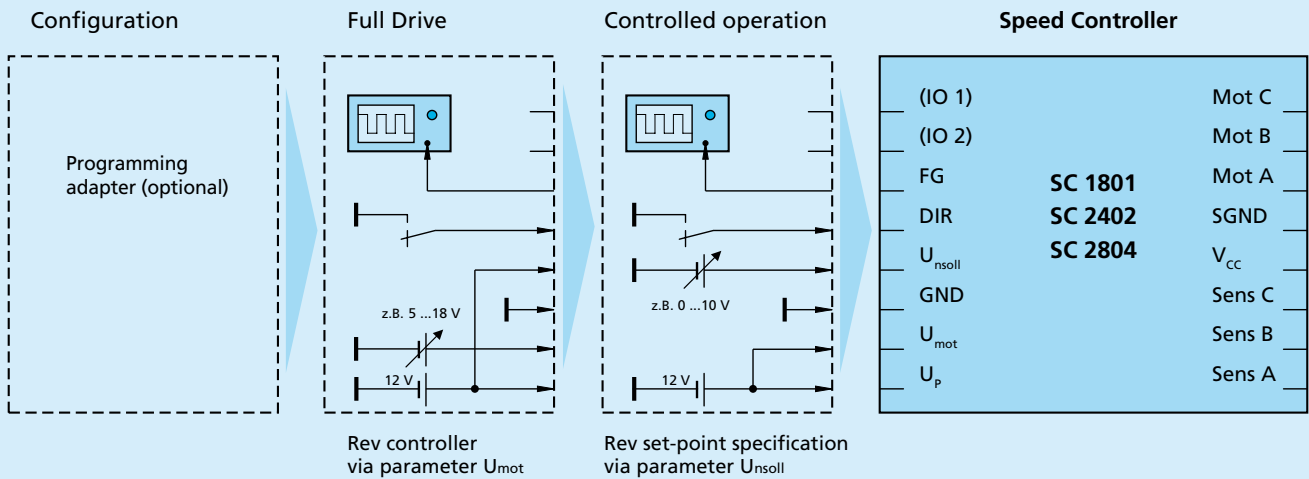 Configuration
Full Drive
Controlled operation
Speed Controller
Programming
adapter (optional)
z.B. 5 ...18 V
12 V
Rev controller
via parameter Umot
z.B. 0 ...10 V
12 V
Rev set-point specification
via parameter Unsoll
(IO 1)
(IO 2)
FG
DIR
Unsoll
GND
Umot
UP
SC 1801
SC 2402
SC 2804
Mot C
Mot B
Mot A
SGND
VCC
Sens C
Sens B
Sens A